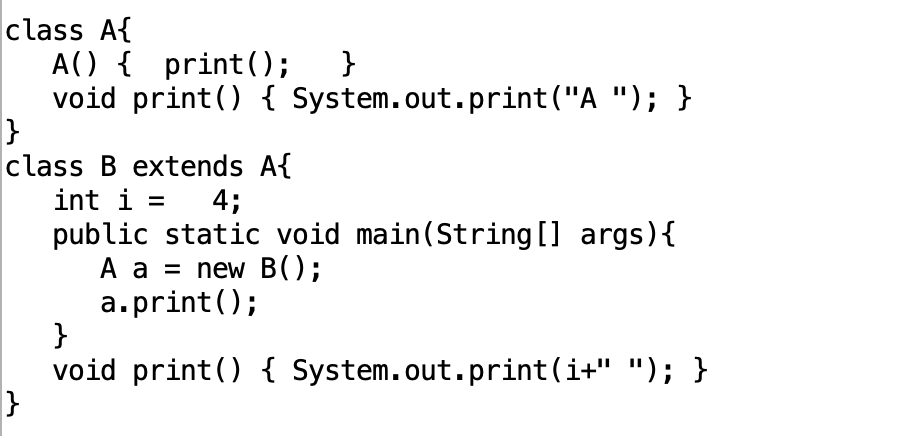 class A{
   A() {  print();   }
   void print() { System.out.print("A "); }
}
class B extends A{
   int i =   4;
   public static void main(String[] args){
      A a = new B();
      a.print();
   }
   void print() { System.out.print(i+" "); }
}